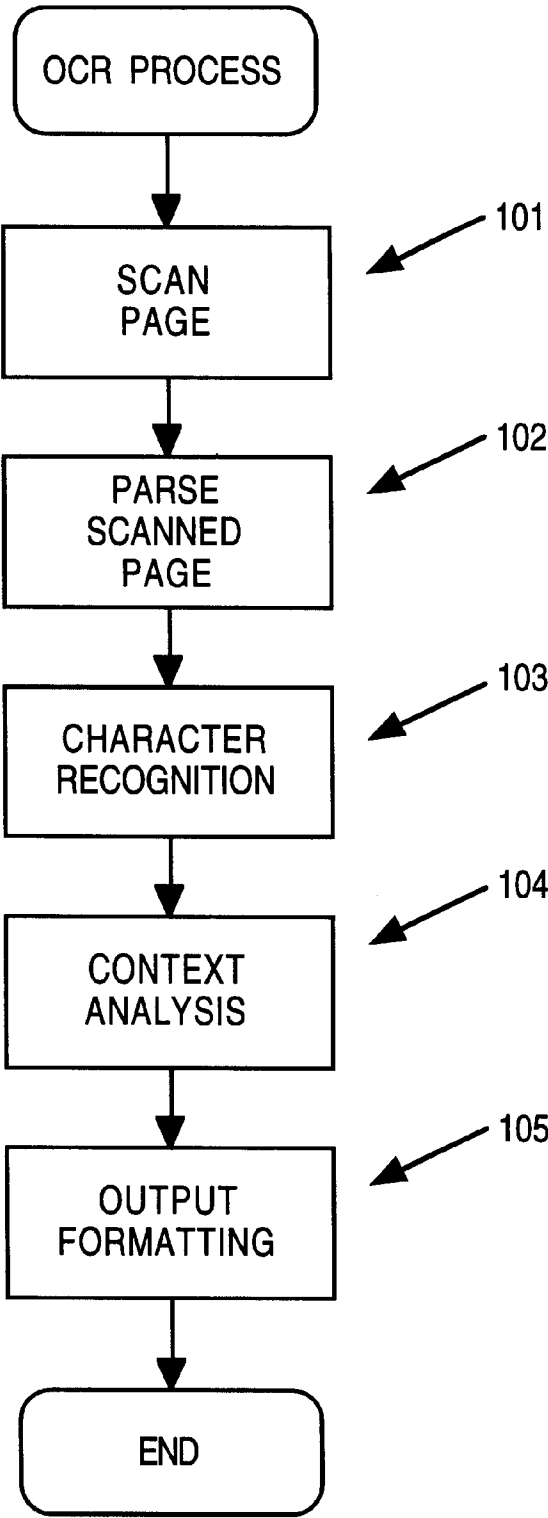 OCR PROCESS
101
SCAN
PAGE
102
PARSE
SCANNED
PAGE
103
CHARACTER
RECOGNITION
104
CONTEXT
ANALYSIS
105
OUTPUT
FORMATTING
END